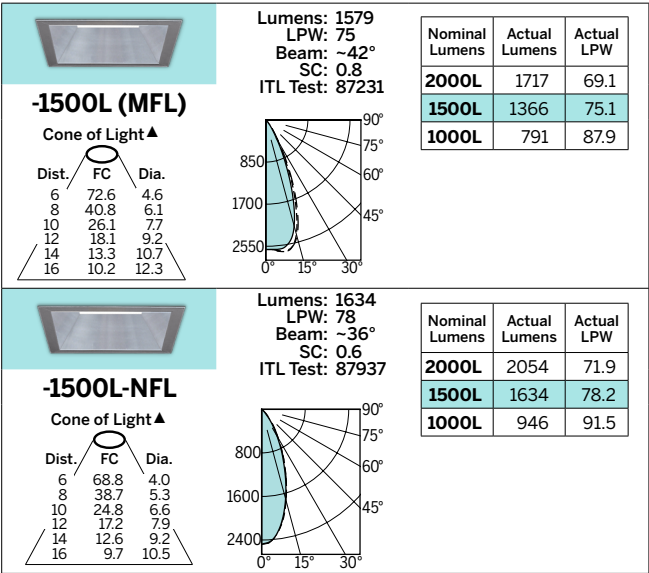 Lumens: 1579
LPW: 75
Beam: ~42°
SC: 0.8
ITL Test: 87231
-1500L (MFL)
Cone of Light▲
Dist. FC Dia.
6 72.6 4.6
8 40.8 6.1
10 26.1 7.7
12 18.1 9.2
14 13.3 10.7
16 10.2 12.3
90°
75°
60°
45°
850
1700
2550
0° 15° 30°
Nominal Lumens Actual Lumens Actual LPW
2000L 1717 69.1
1500L 1366 75.1
1000L 791 87.9
Lumens: 1634
LPW: 78
Beam: ~36°
SC: 0.6
ITL Test: 87937
-1500L-NFL
Cone of Light▲
Dist. FC Dia.
6 68.8 4.0
8 38.7 5.3
10 24.8 6.6
12 17.2 7.9
14 12.6 9.2
16 9.7 10.5
90°
75°
60°
45°
800
1600
2400
0° 15° 30°
Nominal Lumens Actual Lumens Actual LPW
2000L 2054 71.9
1500L 1634 78.2
1000L 946 91.5